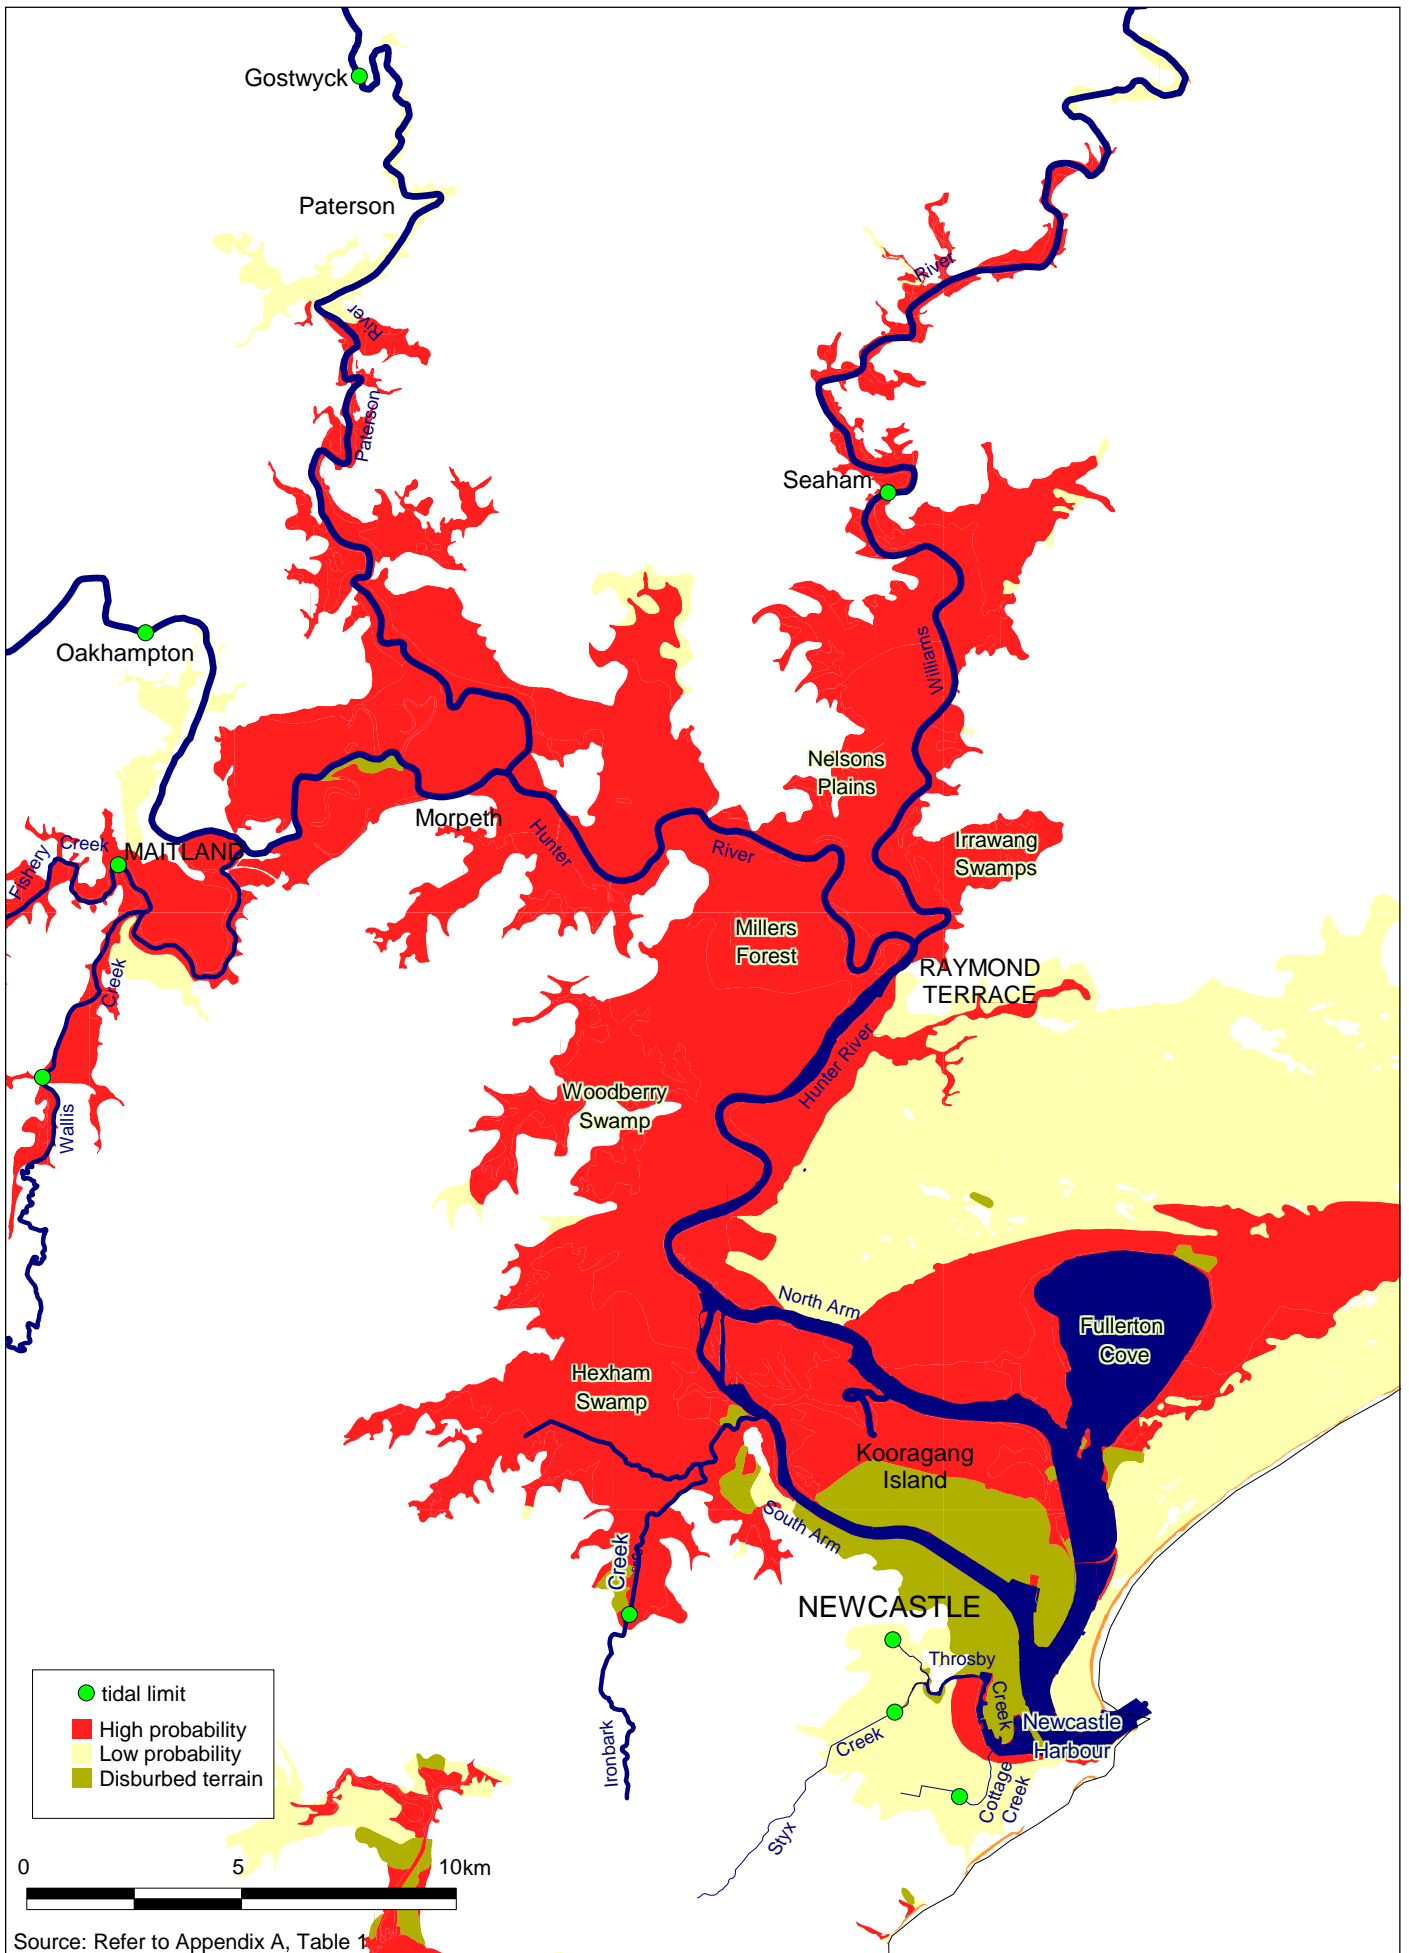 Gostwyck
Paterson
River
River
Paterson
Seaham
Oakhampton
Williams
Nelsons
Plains
Morpeth
Hunter
River
Irrawang
Swamps
Creek
MAITLAND
Fishery
Millers
Forest
RAYMOND
TERRACE
Creek
Hunter River
Woodberry
Swamp
Wallis
North Arm
Fullerton
Cove
Hexham
Swamp
Kooragang
Island
South Arm
Creek
NEWCASTLE
Throsby
Creek
Newcastle
Harbour
Creek
Cottage
Creek
Ironbark
Styx
tidal limit
High probability
Low probability
Disburbed terrain
0 5 10km
Source: Refer to Appendix A, Table 1